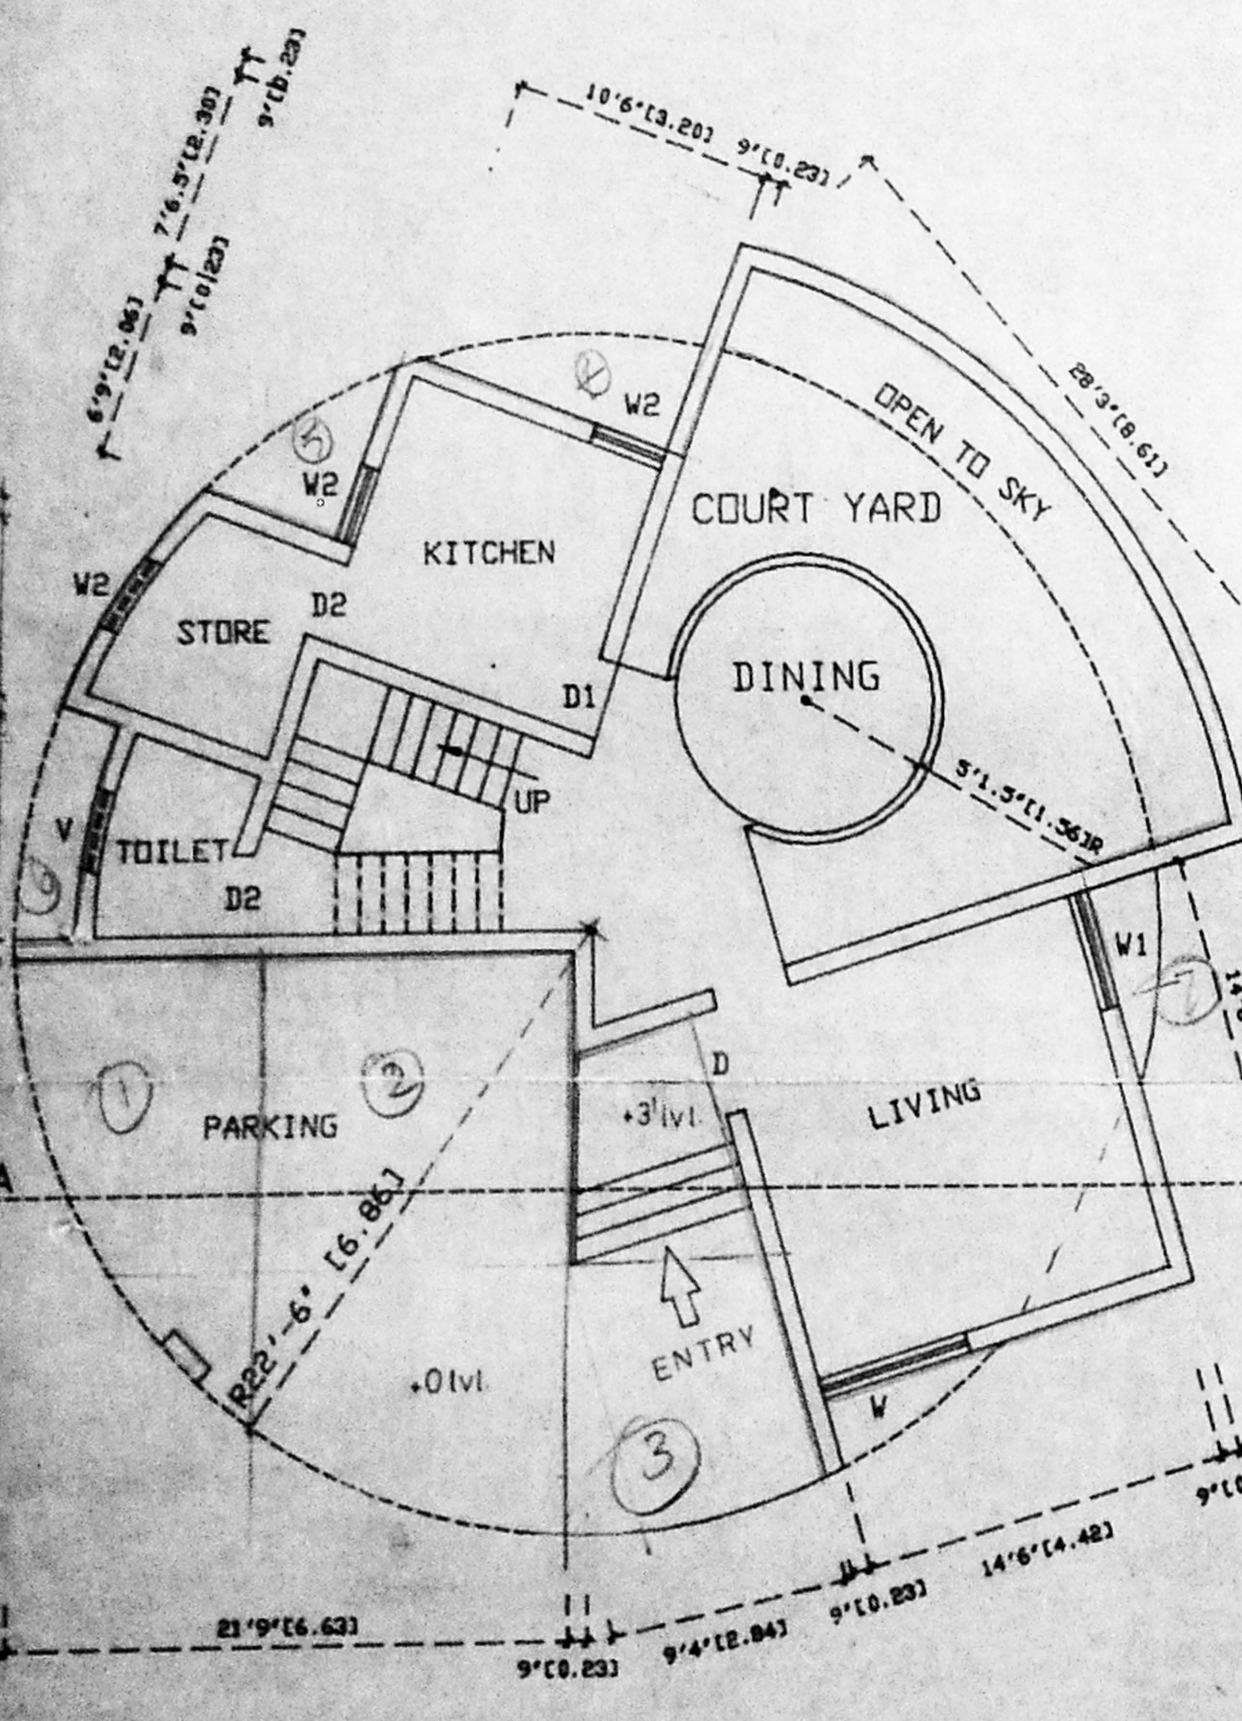 9"[0.23]
7'6.5"[2.30]
9"[0.23]
6'9"[2.06]
10'6"[3.20]
9"[0.23]
28'3"[8.61]
OPEN TO SKY
W2
5
W2
COURT YARD
KITCHEN
W2
D2
STORE
DINING
D1
5'1.5"[1.56]R
UP
V
TOILET
D2
W1
7
1
2
PARKING
D
+3'lvl.
LIVING
A
R22'-6" [6.86]
ENTRY
+0lvl.
W
3
14'6"[4.42]
9"[0.23]
9'4"[2.84]
21'9"[6.63]
9"[0.23]